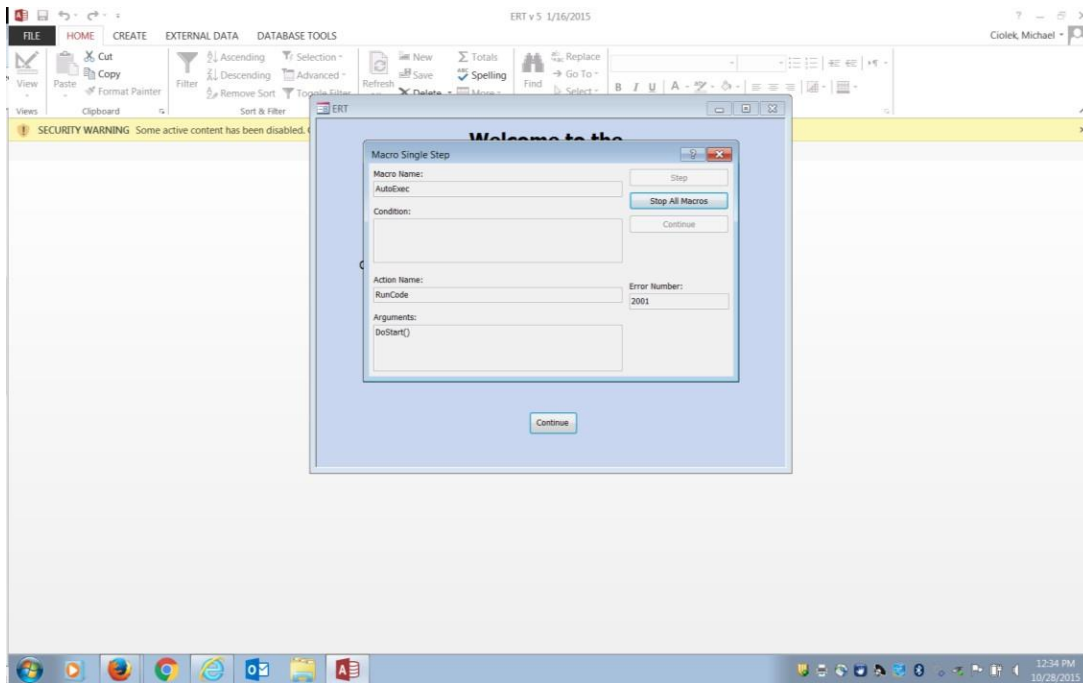 ERT v 5 1/16/2015
FILE HOME CREATE EXTERNAL DATA DATABASE TOOLS
Ciolek, Michael
View
Views
Paste
Cut
Copy
Format Painter
Clipboard
Filter
Ascending
Descending
Remove Sort
Selection
Advanced
Toggle Filter
Sort & Filter
Refresh
New
Save
Delete
Totals
Spelling
More
Find
Replace
Go To
Select
B I U A
SECURITY WARNING Some active content has been disabled.
ERT
Welcome to the
Macro Single Step
Macro Name:
AutoExec
Condition:
Action Name:
RunCode
Arguments:
DoStart()
Step
Stop All Macros
Continue
Error Number:
2001
Continue
12:34 PM
10/28/2015